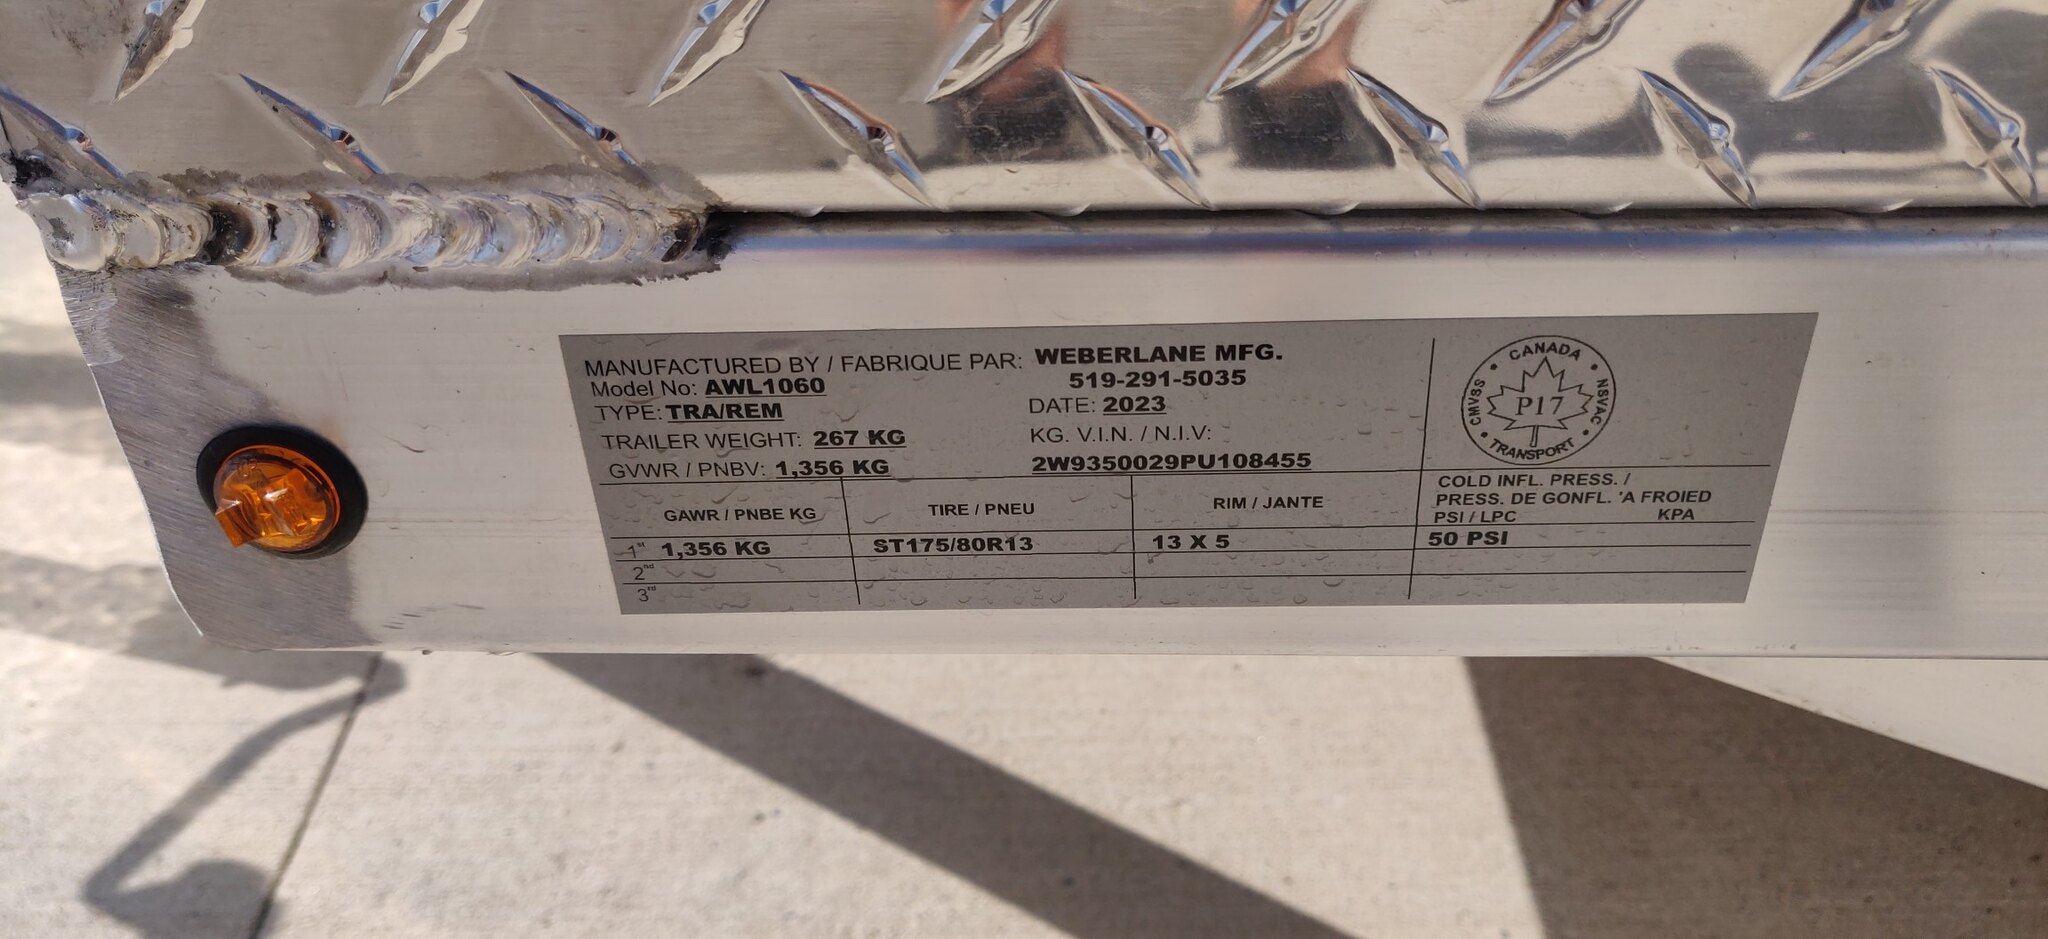 MANUFACTURED BY / FABRIQUE PAR: WEBERLANE MFG.
Model No: AWL1060 519-291-5035
TYPE: TRA/REM DATE: 2023
TRAILER WEIGHT: 267 KG KG. V.I.N. / N.I.V:
GVWR / PNBV: 1,356 KG 2W9350029PU108455
CANADA
CMVSS
NSVAC
P17
TRANSPORT
GAWR / PNBE KG TIRE / PNEU RIM / JANTE
COLD INFL. PRESS. /
PRESS. DE GONFL. 'A FROIED
PSI / LPC KPA
1st 1,356 KG ST175/80R13 13 X 5 50 PSI
2nd
3rd